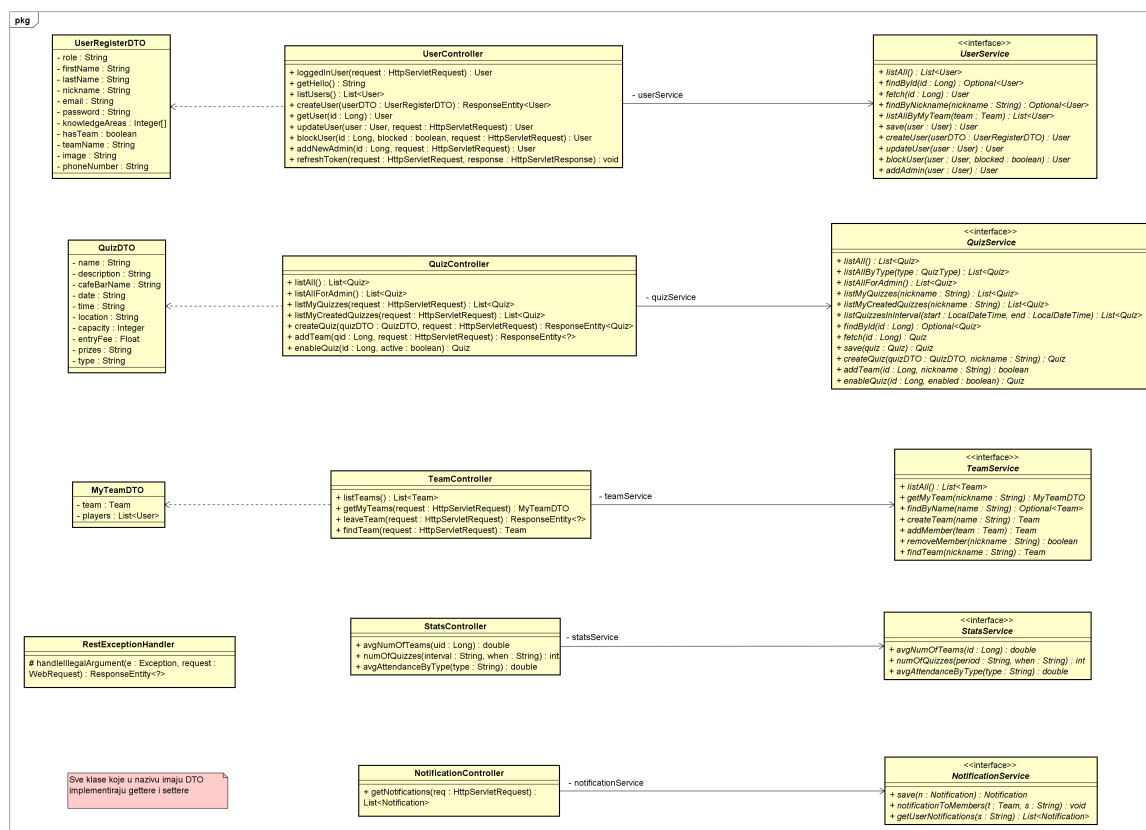 pkg
UserRegisterDTO
- role : String
- firstName : String
- lastName : String
- nickname : String
- email : String
- password : String
- knowledgeAreas : Integer[]
- hasTeam : boolean
- teamName : String
- image : String
- phoneNumber : String
UserController
+ loggedInUser(request : HttpServletRequest) : User
+ getHello() : String
+ listUsers() : List<User>
+ createUser(userDTO : UserRegisterDTO) : ResponseEntity<User>
+ getUser(id : Long) : User
+ updateUser(user : User, request : HttpServletRequest) : User
+ blockUser(id : Long, blocked : boolean, request : HttpServletRequest) : User
+ addNewAdmin(id : Long, request : HttpServletRequest) : User
+ refreshToken(request : HttpServletRequest, response : HttpServletResponse) : void
- userService
<<interface>>
UserService
+ listAll() : List<User>
+ findById(id : Long) : Optional<User>
+ fetch(id : Long) : User
+ findByNickname(nickname : String) : Optional<User>
+ listAllByMyTeam(team : Team) : List<User>
+ save(user : User) : User
+ createUser(userDTO : UserRegisterDTO) : User
+ updateUser(user : User) : User
+ blockUser(user : User, blocked : boolean) : User
+ addAdmin(user : User) : User
QuizDTO
- name : String
- description : String
- cafeBarName : String
- date : String
- time : String
- location : String
- capacity : Integer
- entryFee : Float
- prizes : String
- type : String
QuizController
+ listAll() : List<Quiz>
+ listAllForAdmin() : List<Quiz>
+ listMyQuizzes(request : HttpServletRequest) : List<Quiz>
+ listMyCreatedQuizzes(request : HttpServletRequest) : List<Quiz>
+ createQuiz(quizDTO : QuizDTO, request : HttpServletRequest) : ResponseEntity<Quiz>
+ addTeam(qid : Long, request : HttpServletRequest) : ResponseEntity<?>
+ enableQuiz(id : Long, active : boolean) : Quiz
- quizService
<<interface>>
QuizService
+ listAll() : List<Quiz>
+ listAllByType(type : QuizType) : List<Quiz>
+ listAllForAdmin() : List<Quiz>
+ listMyQuizzes(nickname : String) : List<Quiz>
+ listMyCreatedQuizzes(nickname : String) : List<Quiz>
+ listQuizzesInInterval(start : LocalDateTime, end : LocalDateTime) : List<Quiz>
+ findById(id : Long) : Optional<Quiz>
+ fetch(id : Long) : Quiz
+ save(quiz : Quiz) : Quiz
+ createQuiz(quizDTO : QuizDTO, nickname : String) : Quiz
+ addTeam(id : Long, nickname : String) : boolean
+ enableQuiz(id : Long, enabled : boolean) : Quiz
MyTeamDTO
- team : Team
- players : List<User>
TeamController
+ listTeams() : List<Team>
+ getMyTeams(request : HttpServletRequest) : MyTeamDTO
+ leaveTeam(request : HttpServletRequest) : ResponseEntity<?>
+ findTeam(request : HttpServletRequest) : Team
- teamService
<<interface>>
TeamService
+ listAll() : List<Team>
+ getMyTeam(nickname : String) : MyTeamDTO
+ findByName(name : String) : Optional<Team>
+ createTeam(name : String) : Team
+ addMember(team : Team) : Team
+ removeMember(nickname : String) : boolean
+ findTeam(nickname : String) : Team
RestExceptionHandler
# handleIllegalArgument(e : Exception, request :
WebRequest) : ResponseEntity<?>
StatsController
+ avgNumOfTeams(uid : Long) : double
+ numOfQuizzes(interval : String, when : String) : int
+ avgAttendanceByType(type : String) : double
- statsService
<<interface>>
StatsService
+ avgNumOfTeams(id : Long) : double
+ numOfQuizzes(period : String, when : String) : int
+ avgAttendanceByType(type : String) : double
Sve klase koje u nazivu imaju DTO
implementiraju gettere i settere
NotificationController
+ getNotifications(req : HttpServletRequest) :
List<Notification>
- notificationService
<<interface>>
NotificationService
+ save(n : Notification) : Notification
+ notificationToMembers(t : Team, s : String) : void
+ getUserNotifications(s : String) : List<Notification>